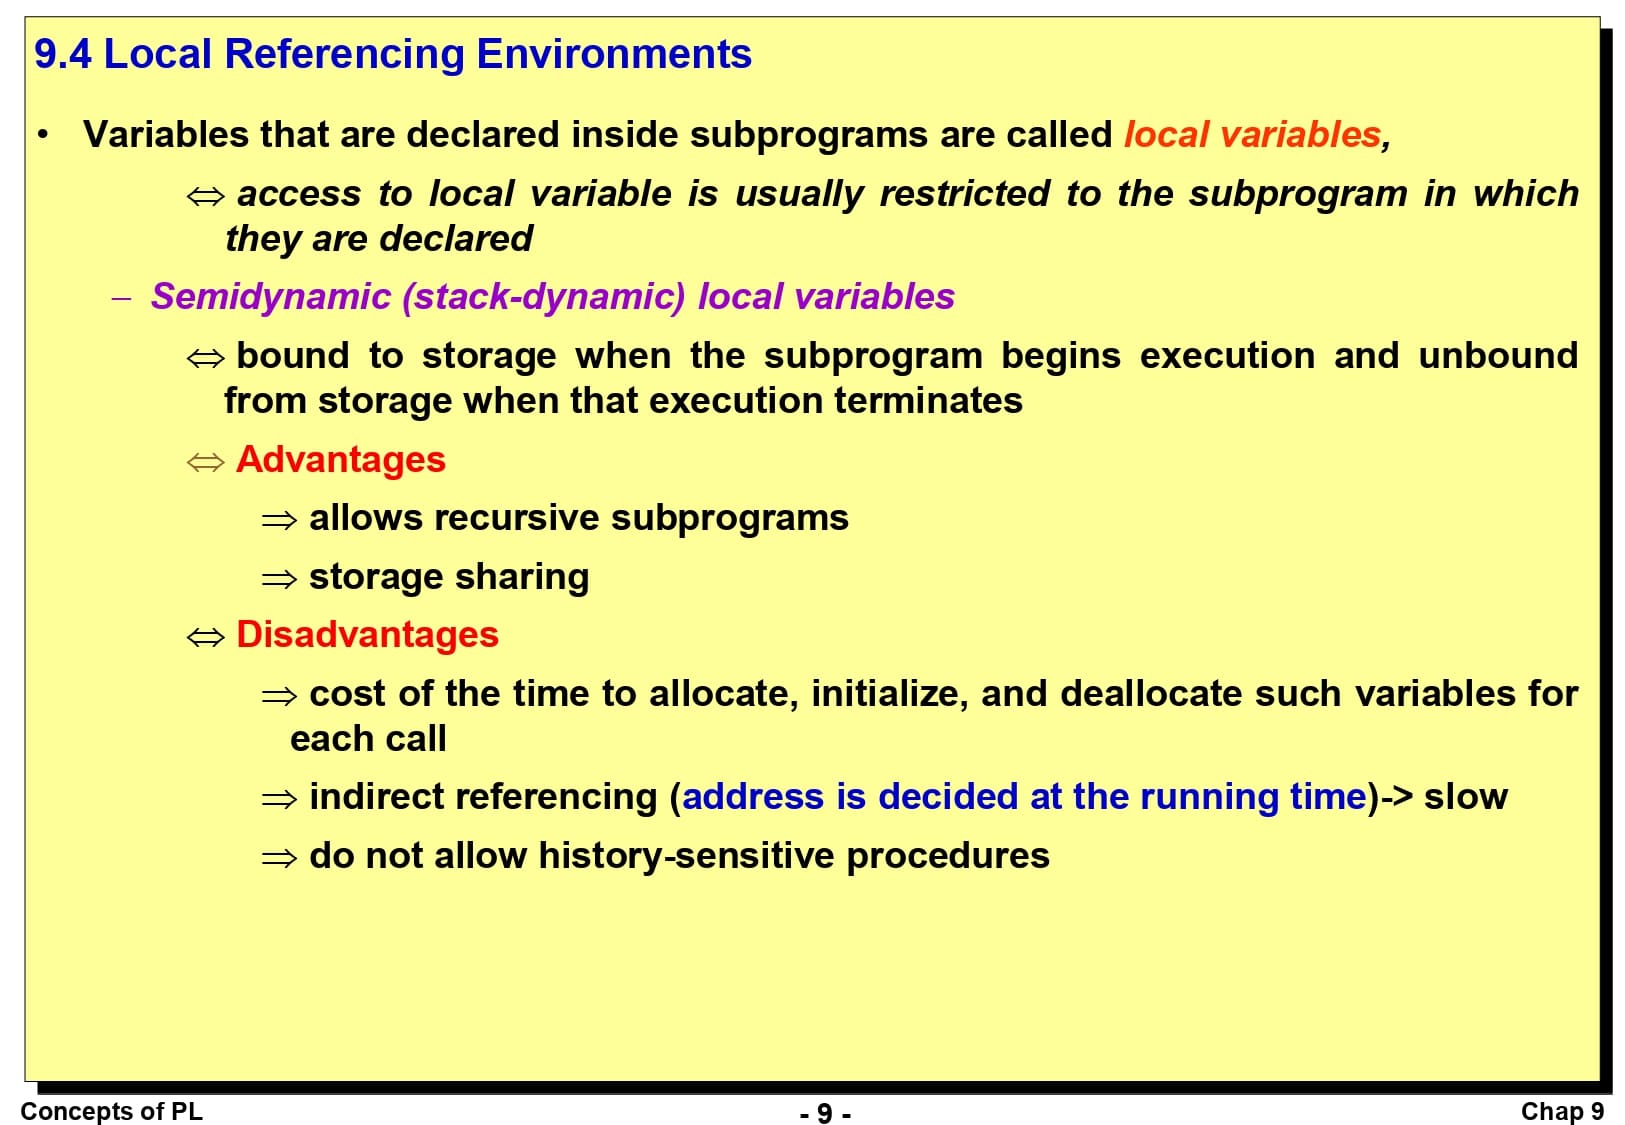 9.4 Local Referencing Environments
• Variables that are declared inside subprograms are called local variables,
⇔ access to local variable is usually restricted to the subprogram in which
they are declared
– Semidynamic (stack-dynamic) local variables
⇔ bound to storage when the subprogram begins execution and unbound
from storage when that execution terminates
⇔ Advantages
⇒ allows recursive subprograms
⇒ storage sharing
⇔ Disadvantages
⇒ cost of the time to allocate, initialize, and deallocate such variables for
each call
⇒ indirect referencing (address is decided at the running time)-> slow
⇒ do not allow history-sensitive procedures
Concepts of PL
- 9 -
Chap 9